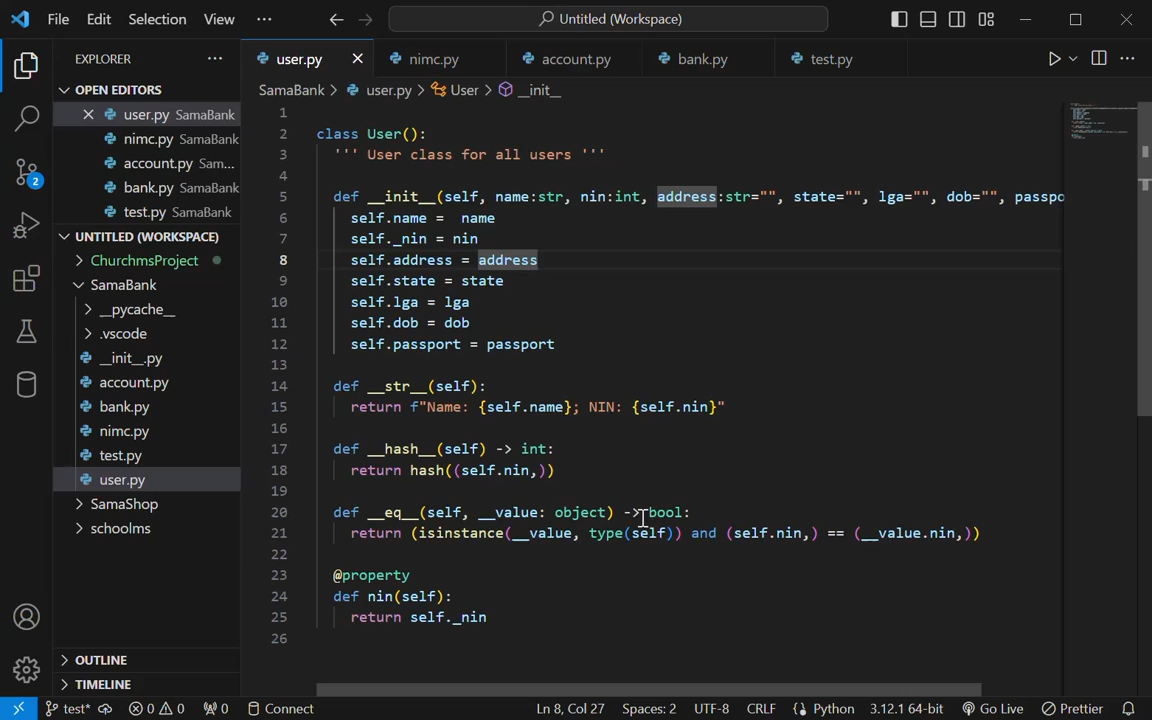 File Edit Selection View ··· Untitled (Workspace)
EXPLORER ···
OPEN EDITORS
user.py SamaBank
nimc.py SamaBank
account.py Sam...
bank.py SamaBank
test.py SamaBank
UNTITLED (WORKSPACE)
ChurchmsProject
SamaBank
__pycache__
.vscode
__init__.py
account.py
bank.py
nimc.py
test.py
user.py
SamaShop
schoolms
OUTLINE
TIMELINE
2
user.py nimc.py account.py bank.py test.py
SamaBank > user.py > User > __init__
1
2 class User():
3 ''' User class for all users '''
4
5 def __init__(self, name:str, nin:int, address:str="", state="", lga="", dob="", passpo
6 self.name =  name
7 self._nin = nin
8 self.address = address
9 self.state = state
10 self.lga = lga
11 self.dob = dob
12 self.passport = passport
13
14 def __str__(self):
15 return f"Name: {self.name}; NIN: {self.nin}"
16
17 def __hash__(self) -> int:
18 return hash((self.nin,))
19
20 def __eq__(self, __value: object) -> bool:
21 return (isinstance(__value, type(self)) and (self.nin,) == (__value.nin,))
22
23 @property
24 def nin(self):
25 return self._nin
26
test* 0 0 0 Connect Ln 8, Col 27 Spaces: 2 UTF-8 CRLF Python 3.12.1 64-bit Go Live Prettier